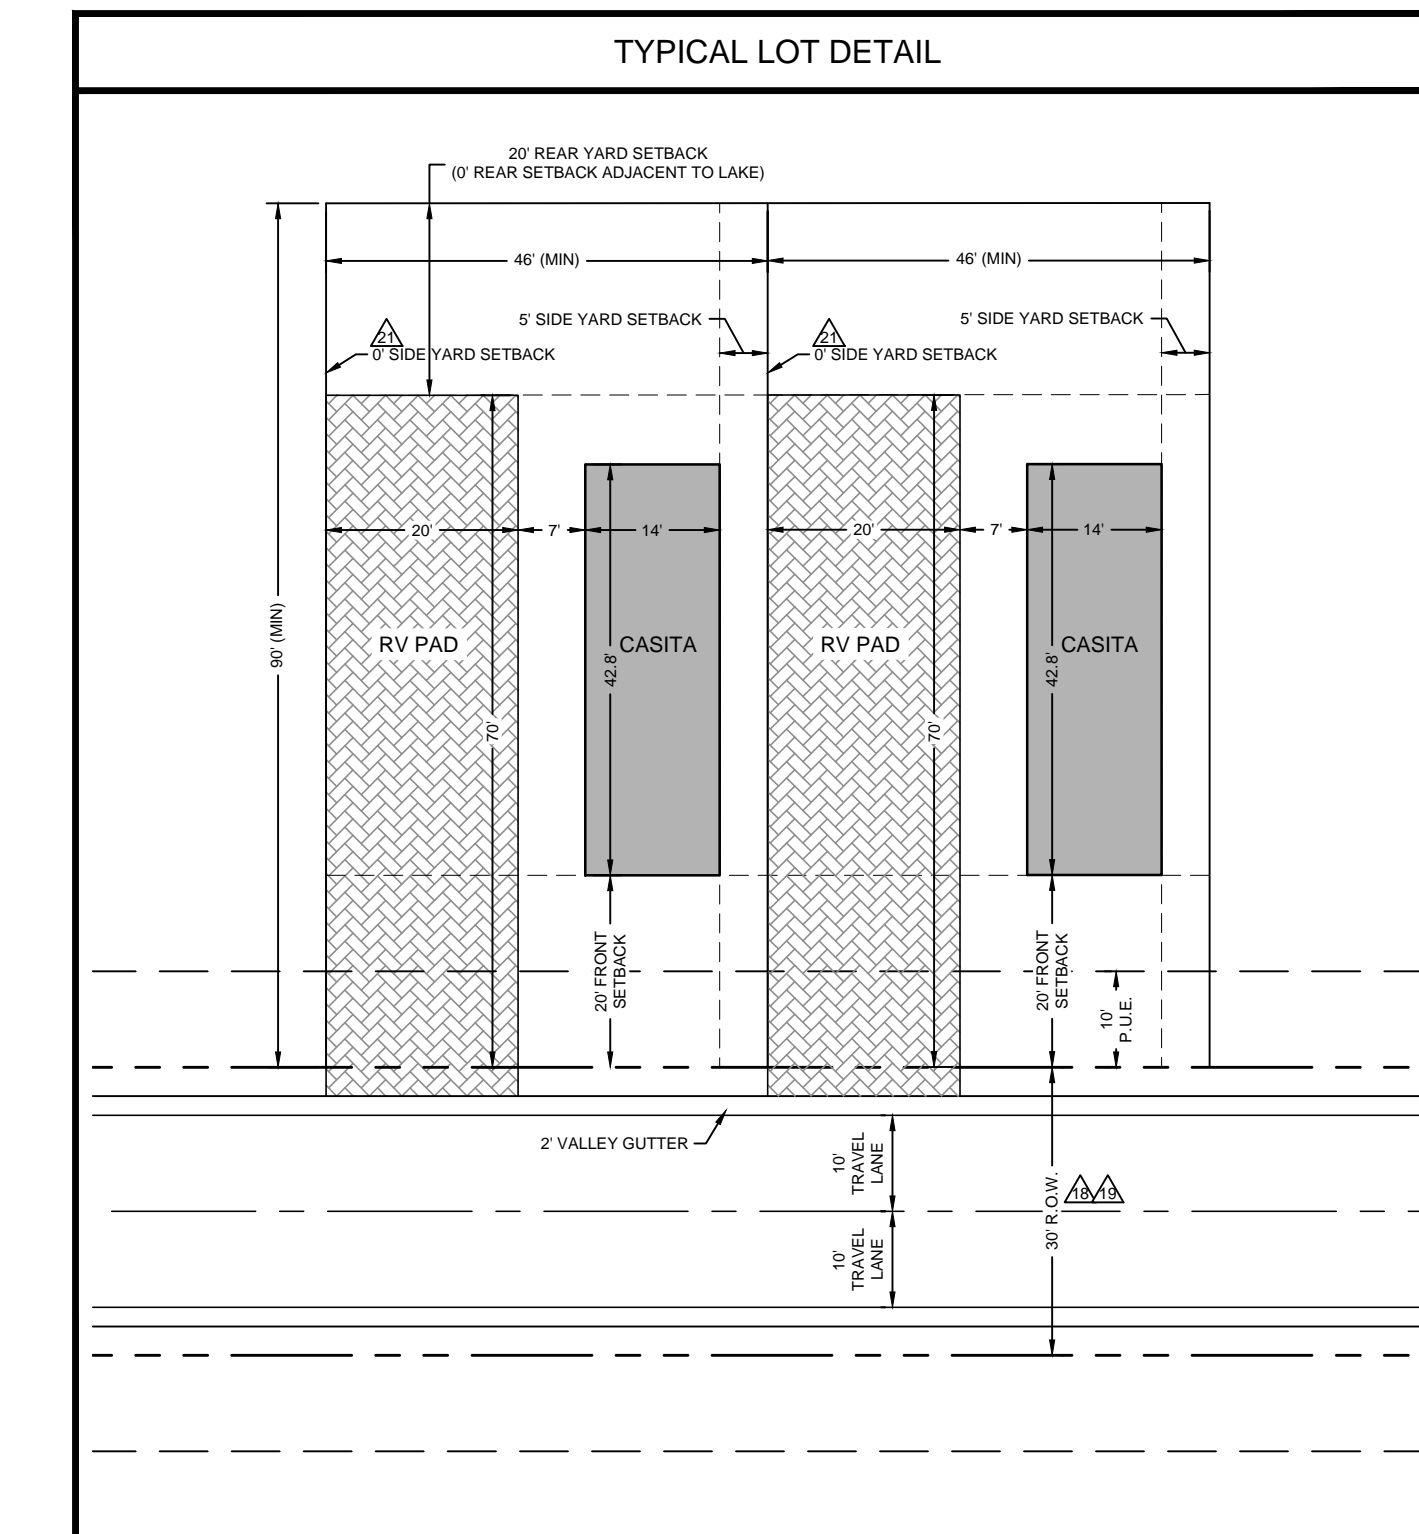 TYPICAL LOT DETAIL
20' REAR YARD SETBACK
(0' REAR SETBACK ADJACENT TO LAKE)
46' (MIN)
46' (MIN)
5' SIDE YARD SETBACK
5' SIDE YARD SETBACK
21
0' SIDE YARD SETBACK
21
0' SIDE YARD SETBACK
20'
7'
14'
20'
7'
14'
90' (MIN)
RV PAD
CASITA
RV PAD
CASITA
42.8'
42.8'
70'
70'
20' FRONT
SETBACK
20' FRONT
SETBACK
10'
P.U.E.
2' VALLEY GUTTER
10'
TRAVEL
LANE
30' R.O.W.
18
19
10'
TRAVEL
LANE